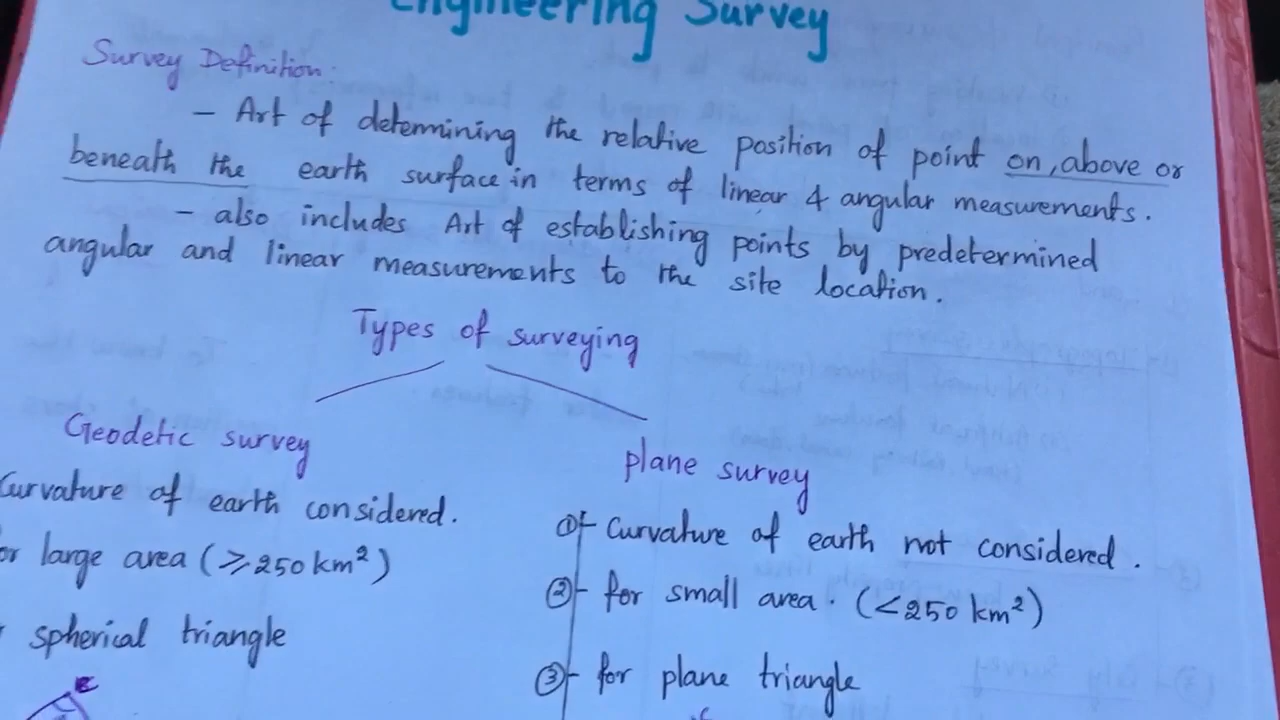 Engineering Survey
Survey Definition:
- Art of determining the relative position of point on, above or
beneath the earth surface in terms of linear & angular measurements.
- also includes Art of establishing points by predetermined
angular and linear measurements to the site location.
Types of surveying
Geodetic survey
Curvature of earth considered.
or large area (≥250 km²)
spherical triangle
plane survey
①- Curvature of earth not considered.
②- for small area. (<250 km²)
③- for plane triangle